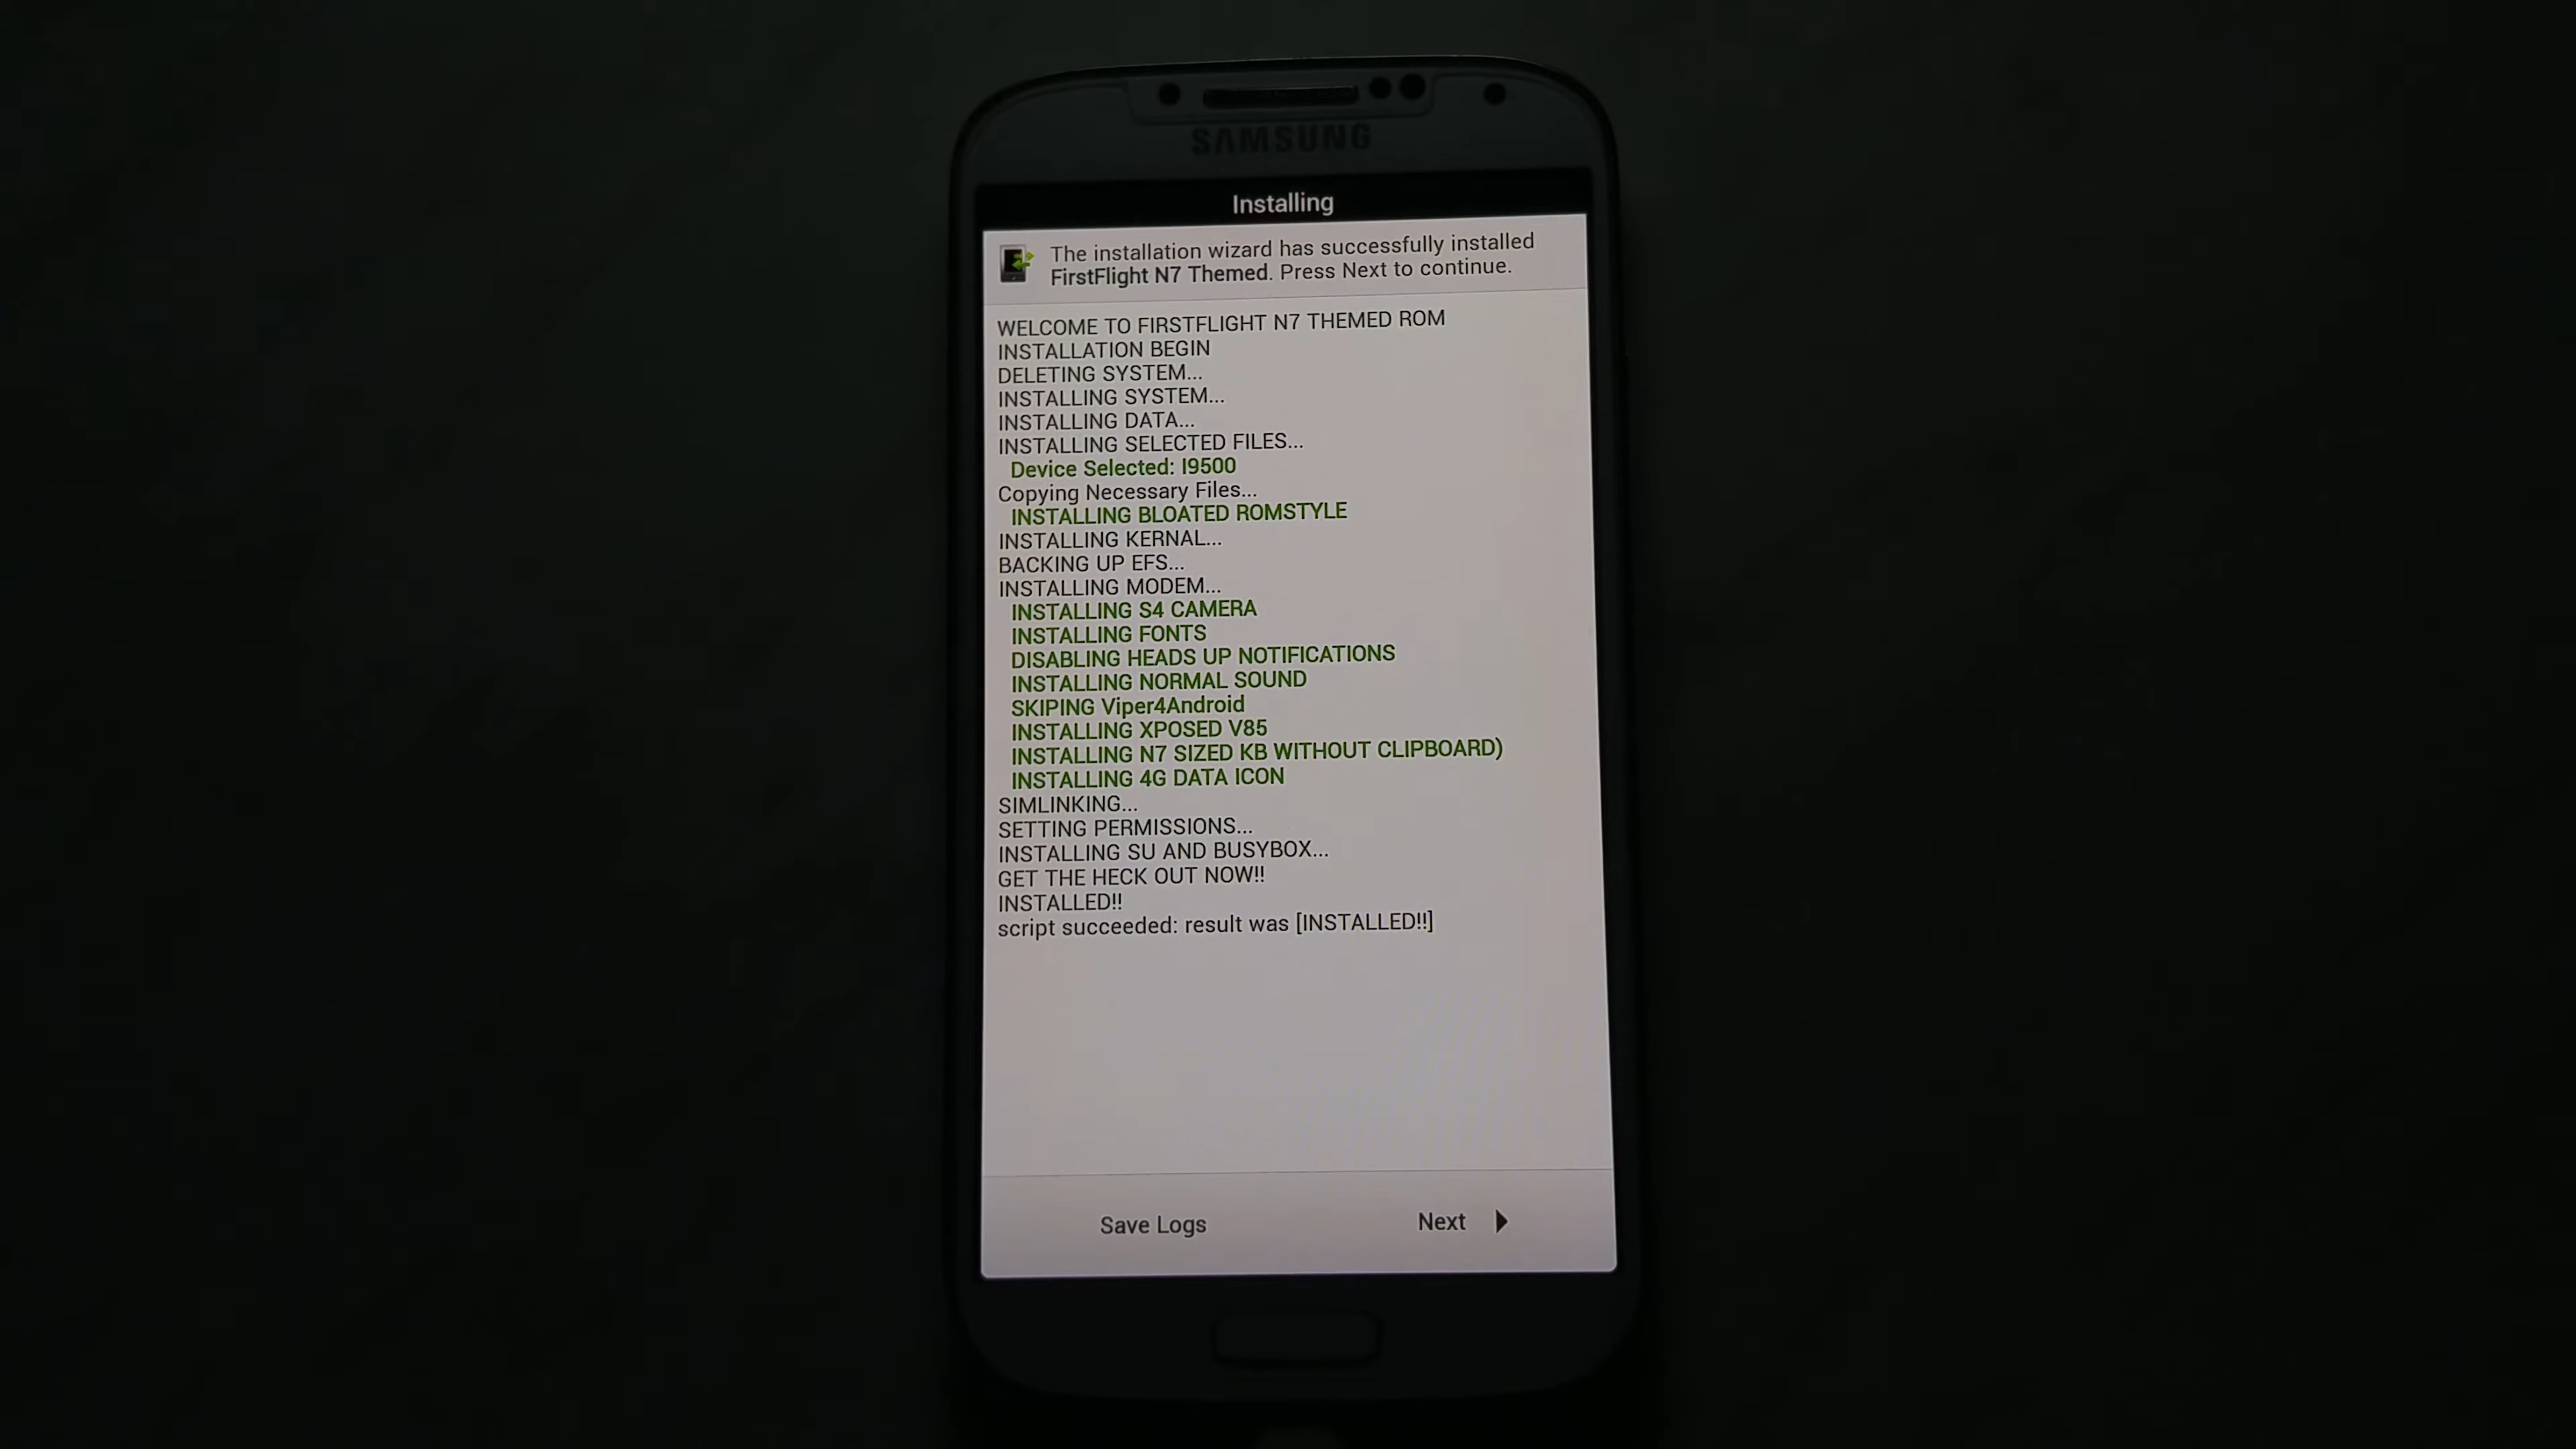 SAMSUNG
Installing
The installation wizard has successfully installed
FirstFlight N7 Themed. Press Next to continue.
WELCOME TO FIRSTFLIGHT N7 THEMED ROM
INSTALLATION BEGIN
DELETING SYSTEM...
INSTALLING SYSTEM...
INSTALLING DATA...
INSTALLING SELECTED FILES...
Device Selected: I9500
Copying Necessary Files...
INSTALLING BLOATED ROMSTYLE
INSTALLING KERNAL...
BACKING UP EFS...
INSTALLING MODEM...
INSTALLING S4 CAMERA
INSTALLING FONTS
DISABLING HEADS UP NOTIFICATIONS
INSTALLING NORMAL SOUND
SKIPING Viper4Android
INSTALLING XPOSED V85
INSTALLING N7 SIZED KB WITHOUT CLIPBOARD)
INSTALLING 4G DATA ICON
SIMLINKING...
SETTING PERMISSIONS...
INSTALLING SU AND BUSYBOX...
GET THE HECK OUT NOW!!
INSTALLED!!
script succeeded: result was [INSTALLED!!]
Save Logs
Next